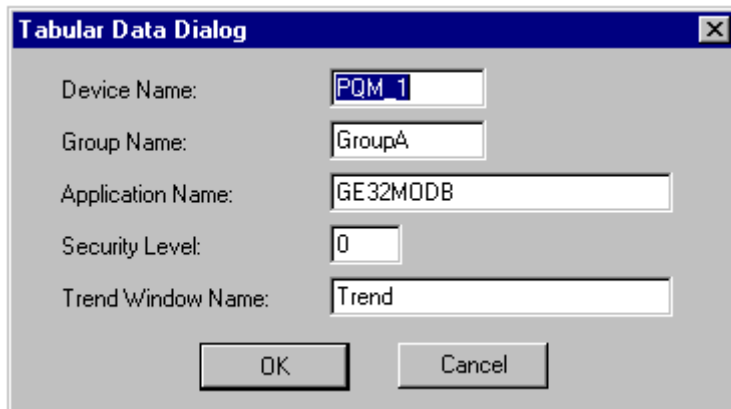 Tabular Data Dialog
Device Name: PQM_1
Group Name: GroupA
Application Name: GE32MODB
Security Level: 0
Trend Window Name: Trend
OK Cancel